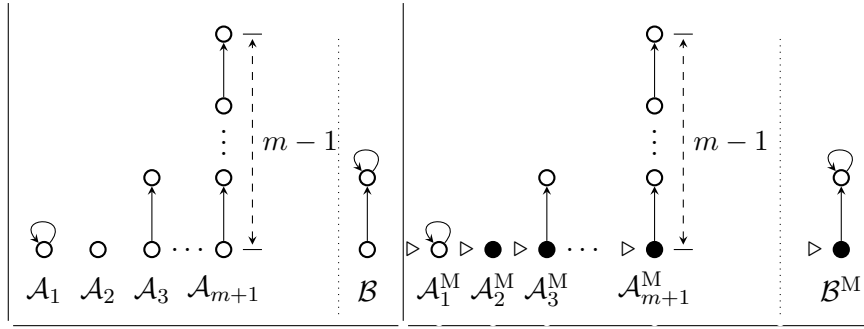 m − 1
m − 1
𝒜₁ 𝒜₂ 𝒜₃ ⋯ 𝒜ₘ₊₁ ℬ
𝒜₁ᴹ 𝒜₂ᴹ 𝒜₃ᴹ ⋯ 𝒜ₘ₊₁ᴹ ℬᴹ